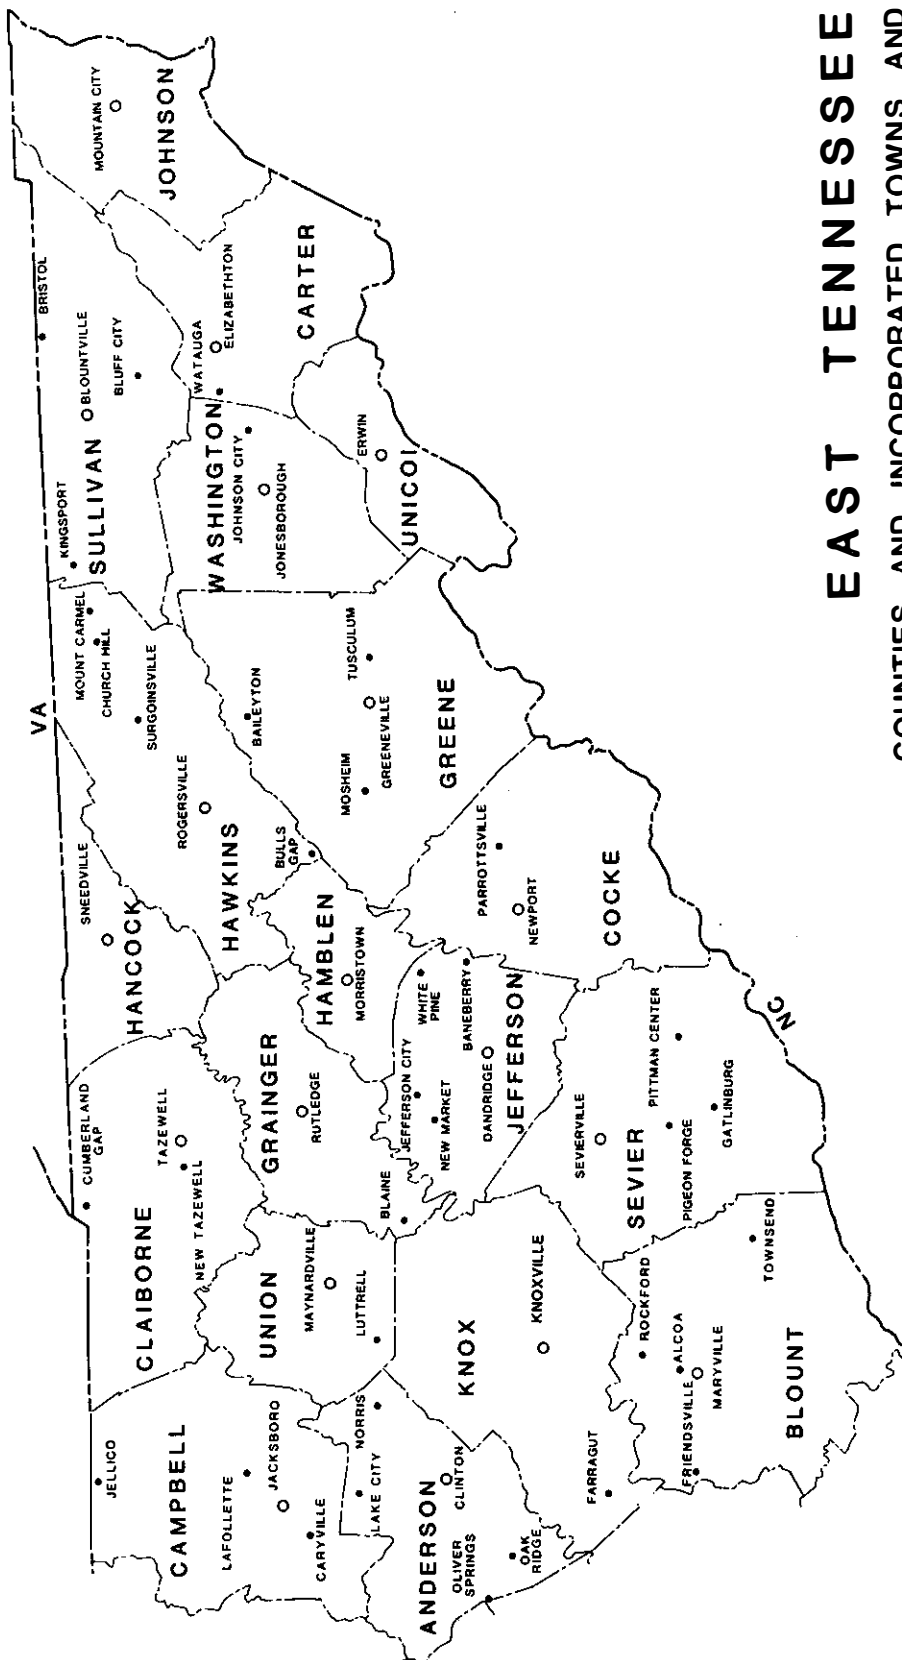 EAST TENNESSEE
COUNTIES AND INCORPORATED TOWNS AND
VA
NC
JOHNSON
MOUNTAIN CITY
CARTER
ELIZABETHTON
WATAUGA
SULLIVAN
BRISTOL
BLOUNTVILLE
BLUFF CITY
KINGSPORT
WASHINGTON
JOHNSON CITY
JONESBOROUGH
UNICOI
ERWIN
HAWKINS
MOUNT CARMEL
CHURCH HILL
SURGOINSVILLE
ROGERSVILLE
BULLS
GAP
GREENE
BAILEYTON
TUSCULUM
GREENEVILLE
MOSHEIM
HANCOCK
SNEEDVILLE
HAMBLEN
MORRISTOWN
COCKE
PARROTTSVILLE
NEWPORT
GRAINGER
RUTLEDGE
BLAINE
JEFFERSON
WHITE
PINE
BANEBERRY
JEFFERSON CITY
NEW MARKET
DANDRIDGE
CLAIBORNE
CUMBERLAND
GAP
TAZEWELL
NEW TAZEWELL
UNION
MAYNARDVILLE
LUTTRELL
SEVIER
SEVIERVILLE
PITTMAN CENTER
PIGEON FORGE
GATLINBURG
KNOX
KNOXVILLE
FARRAGUT
BLOUNT
ROCKFORD
ALCOA
MARYVILLE
FRIENDSVILLE
TOWNSEND
CAMPBELL
JELLICO
LAFOLLETTE
JACKSBORO
CARYVILLE
ANDERSON
NORRIS
LAKE CITY
CLINTON
OLIVER
SPRINGS
OAK
RIDGE